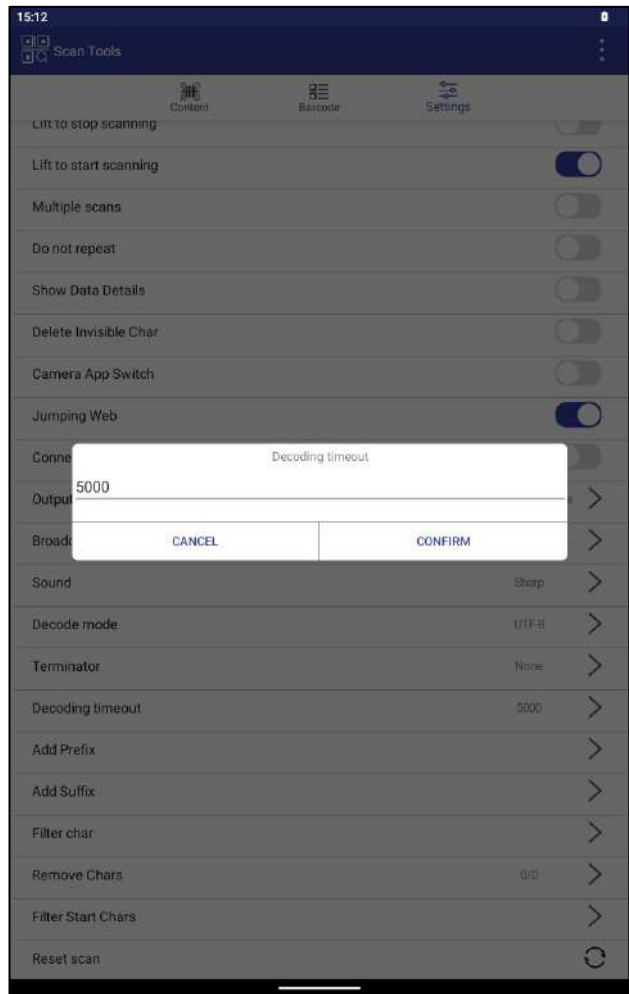 15:12
Scan Tools
Content
Barcode
Settings
Lift to stop scanning
Lift to start scanning
Multiple scans
Do not repeat
Show Data Details
Delete Invisible Char
Camera App Switch
Jumping Web
Conne
Decoding timeout
5000
Output
CANCEL
CONFIRM
Broadc
Sound
Sharp
Decode mode
UTF-8
Terminator
None
Decoding timeout
5000
Add Prefix
Add Suffix
Filter char
Remove Chars
0/0
Filter Start Chars
Reset scan